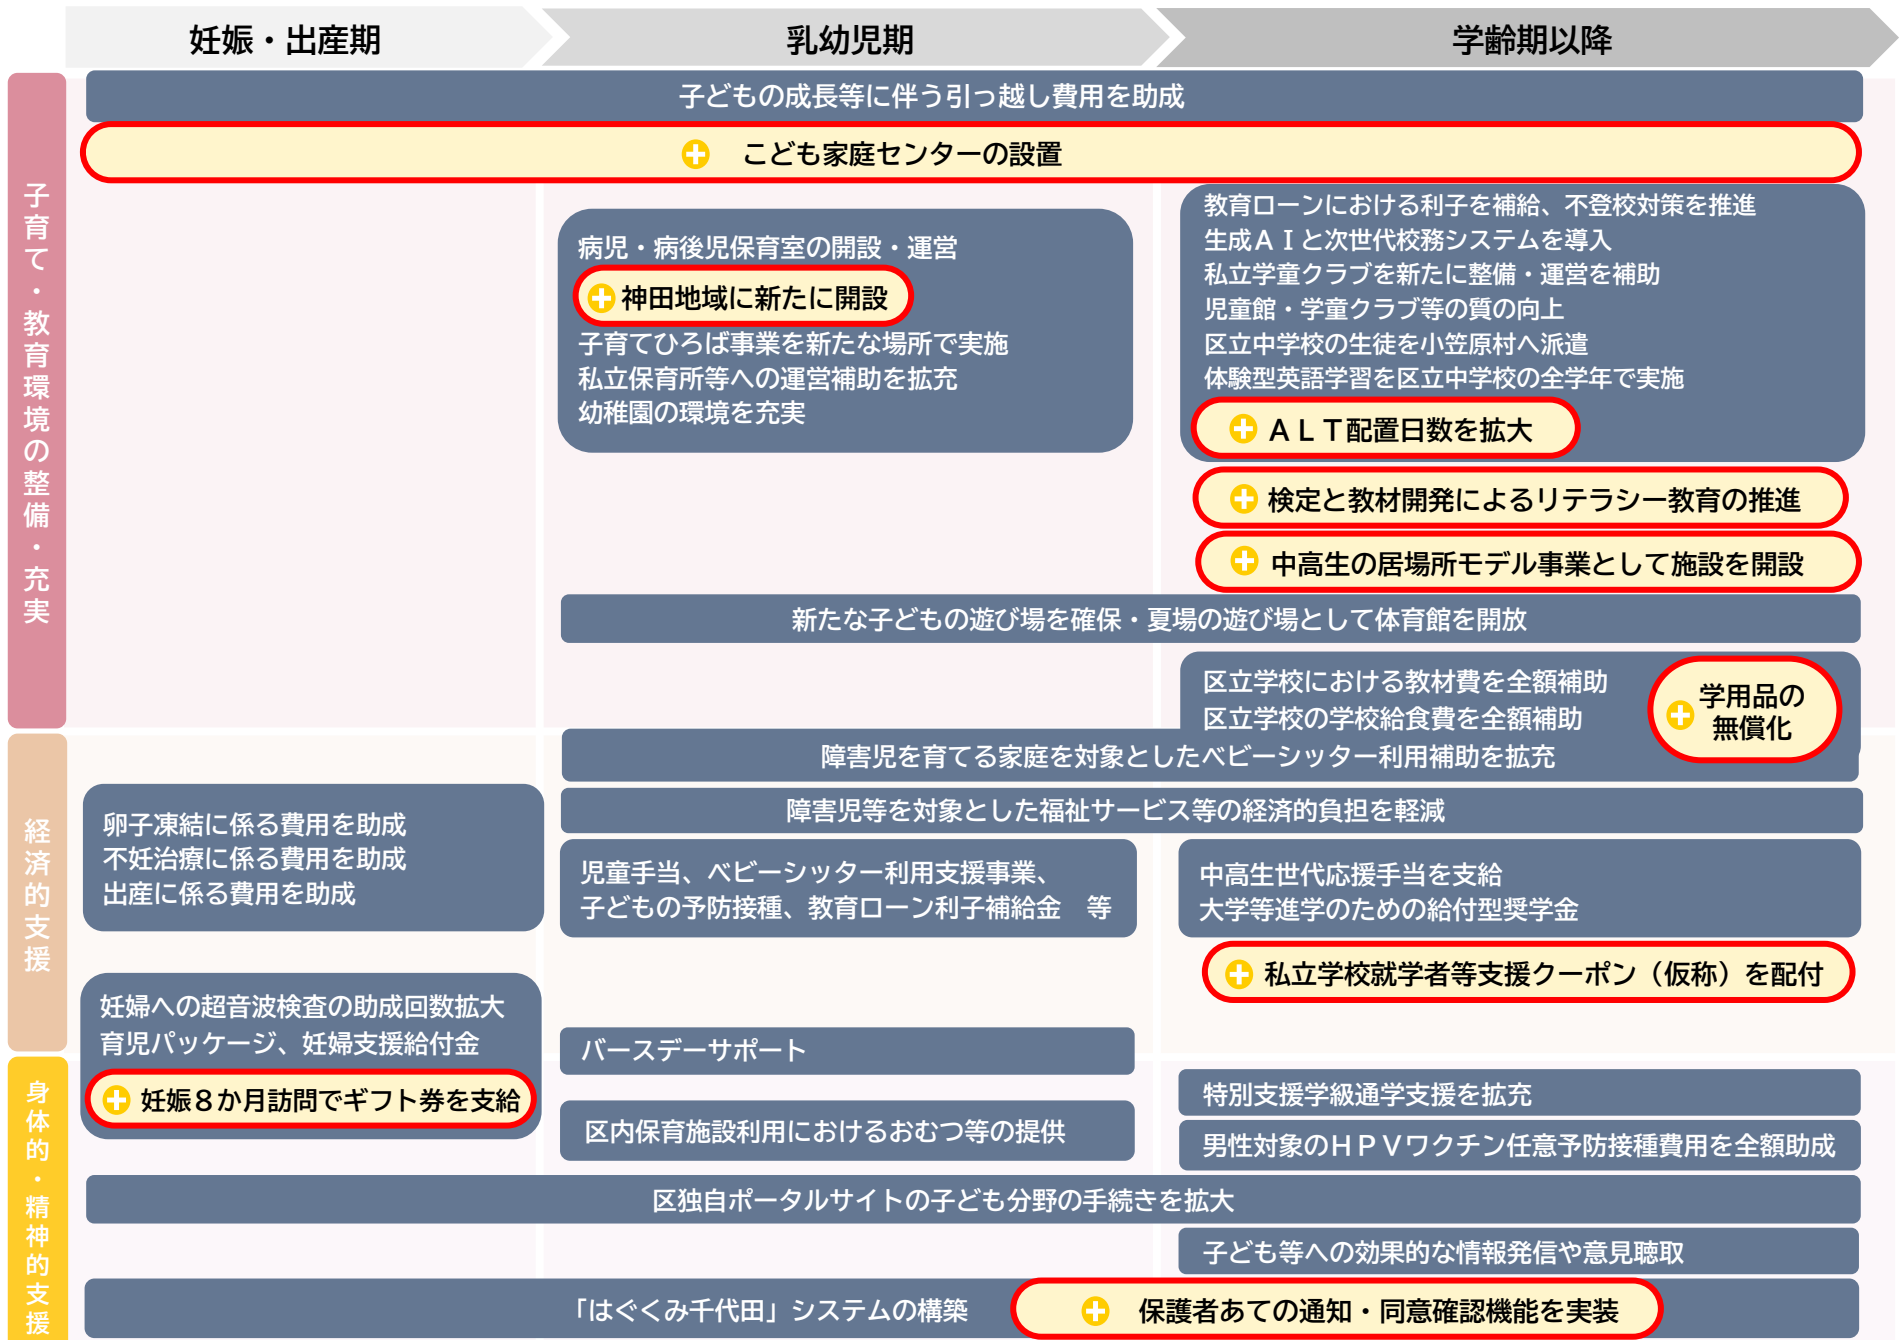 妊娠・出産期
乳幼児期
学齢期以降
子育て・教育環境の整備・充実
子どもの成長等に伴う引っ越し費用を助成
こども家庭センターの設置
病児・病後児保育室の開設・運営
神田地域に新たに開設
子育てひろば事業を新たな場所で実施
私立保育所等への運営補助を拡充
幼稚園の環境を充実
教育ローンにおける利子を補給、不登校対策を推進
生成ＡＩと次世代校務システムを導入
私立学童クラブを新たに整備・運営を補助
児童館・学童クラブ等の質の向上
区立中学校の生徒を小笠原村へ派遣
体験型英語学習を区立中学校の全学年で実施
ＡＬＴ配置日数を拡大
検定と教材開発によるリテラシー教育の推進
中高生の居場所モデル事業として施設を開設
新たな子どもの遊び場を確保・夏場の遊び場として体育館を開放
区立学校における教材費を全額補助
区立学校の学校給食費を全額補助
学用品の
無償化
経済的支援
障害児を育てる家庭を対象としたベビーシッター利用補助を拡充
障害児等を対象とした福祉サービス等の経済的負担を軽減
卵子凍結に係る費用を助成
不妊治療に係る費用を助成
出産に係る費用を助成
児童手当、ベビーシッター利用支援事業、
子どもの予防接種、教育ローン利子補給金　等
中高生世代応援手当を支給
大学等進学のための給付型奨学金
私立学校就学者等支援クーポン（仮称）を配付
妊婦への超音波検査の助成回数拡大
育児パッケージ、妊婦支援給付金
妊娠８か月訪問でギフト券を支給
バースデーサポート
身体的・精神的支援
区内保育施設利用におけるおむつ等の提供
特別支援学級通学支援を拡充
男性対象のＨＰＶワクチン任意予防接種費用を全額助成
区独自ポータルサイトの子ども分野の手続きを拡大
子ども等への効果的な情報発信や意見聴取
「はぐくみ千代田」システムの構築
保護者あての通知・同意確認機能を実装